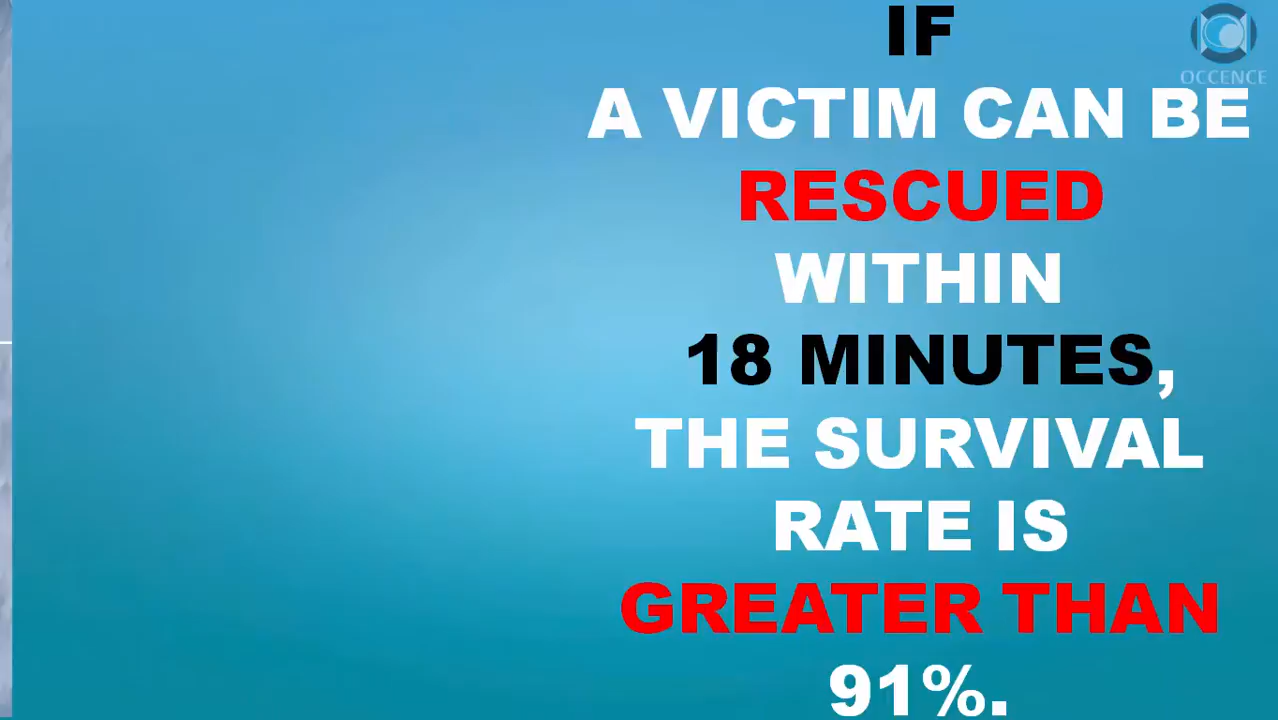 OCCENCE
IF
A VICTIM CAN BE
RESCUED
WITHIN
18 MINUTES,
THE SURVIVAL
RATE IS
GREATER THAN
91%.